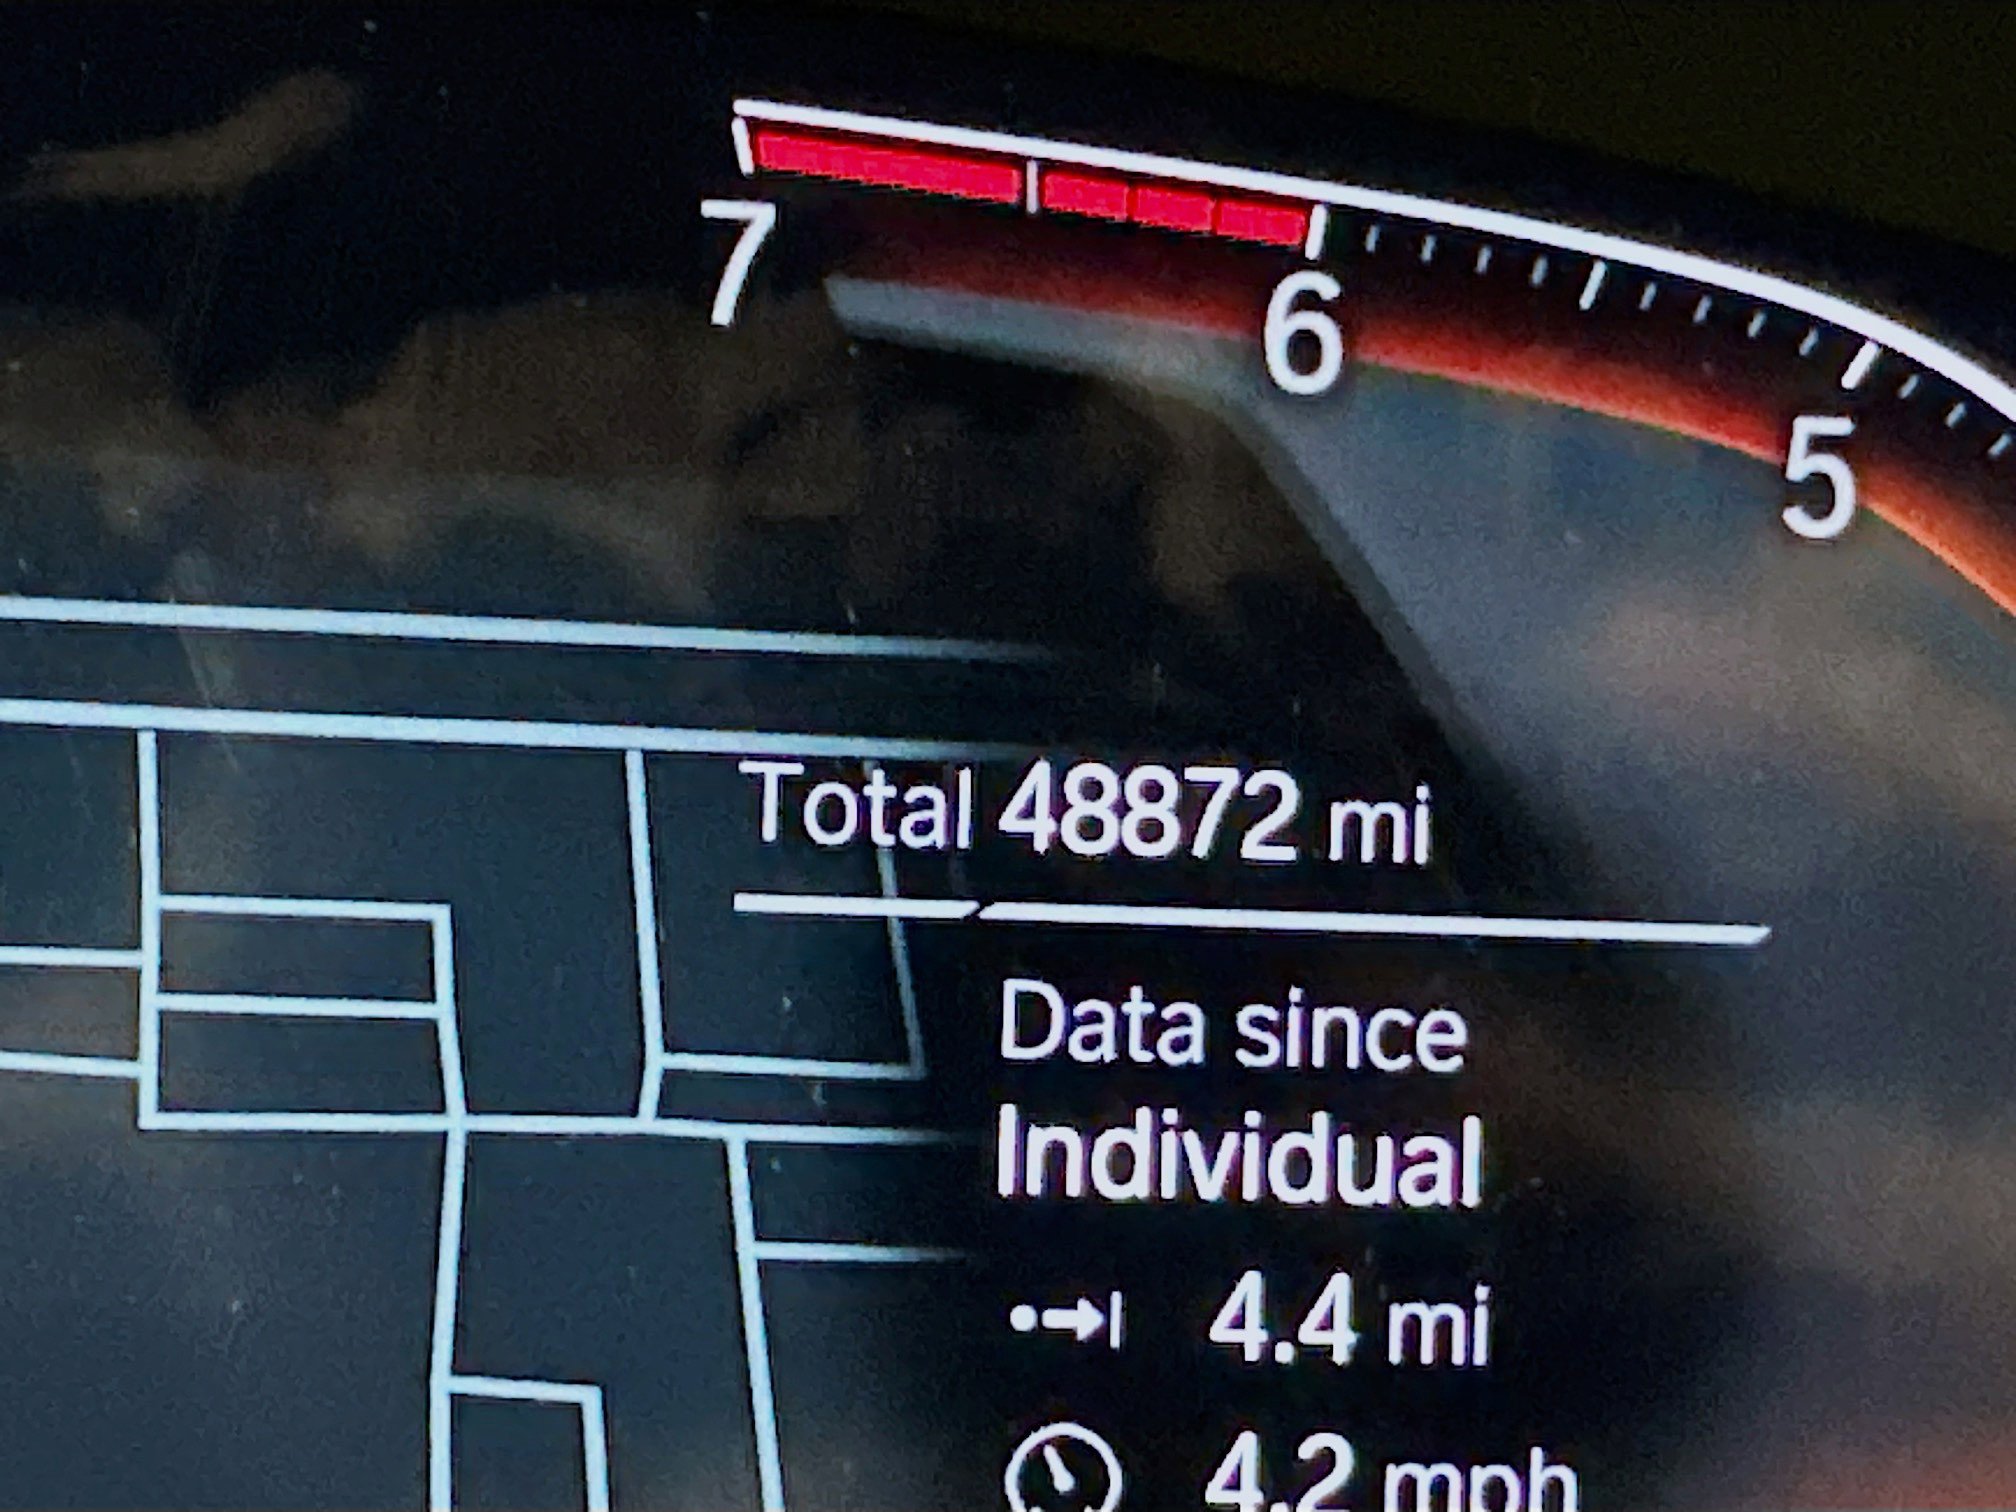 7
6
5
Total 48872 mi
Data since
Individual
4.4 mi
4.2 mph